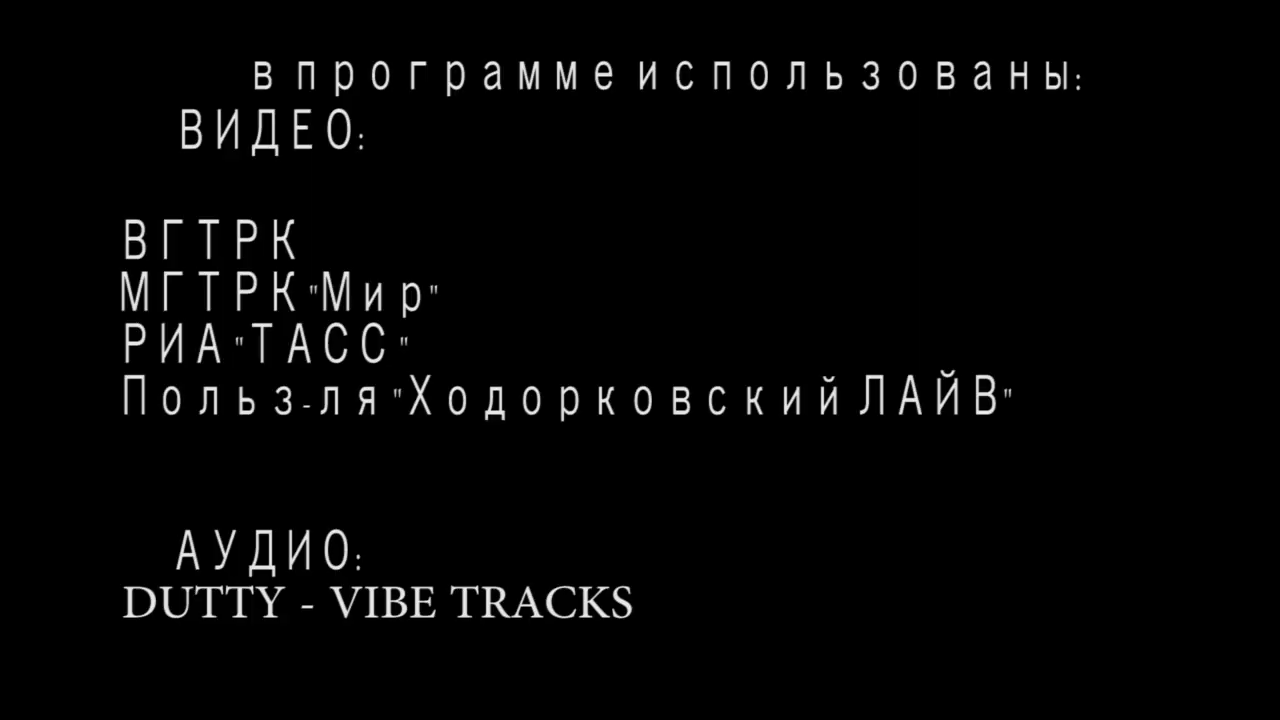 в программе использованы:
ВИДЕО:
ВГТРК
МГТРК "Мир"
РИА "ТАСС"
Польз-ля "Ходорковский ЛАЙВ"
АУДИО:
DUTTY - VIBE TRACKS